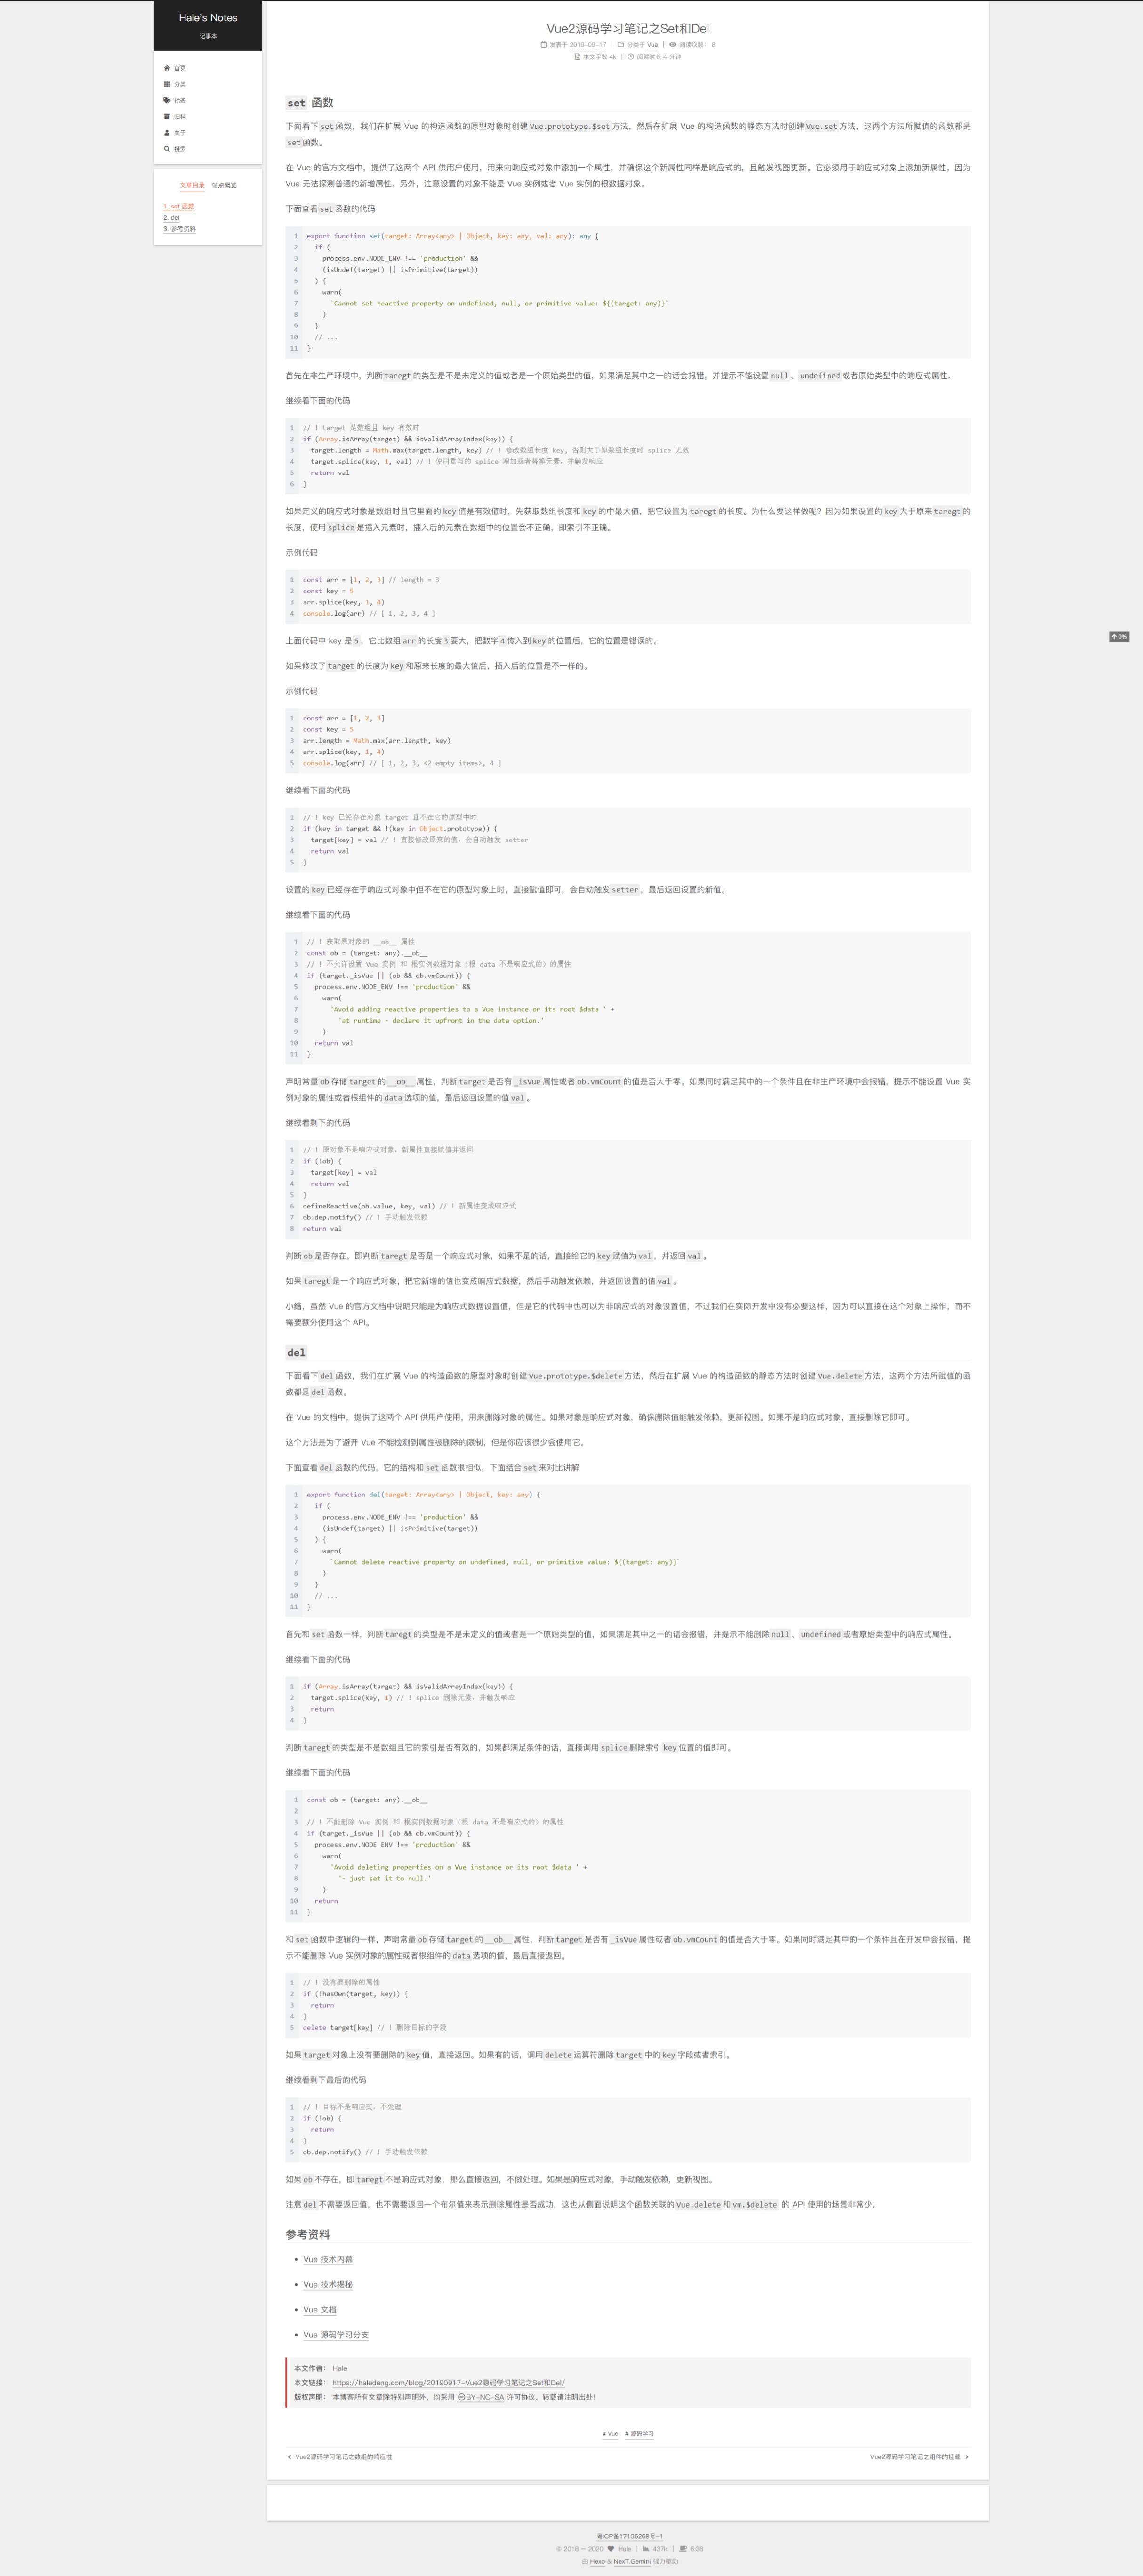 Hale's Notes
记事本
首页
分类
标签
归档
关于
搜索
文章目录 站点概览
1. set 函数
2. del
3. 参考资料
Vue2源码学习笔记之Set和Del
发表于 2019-09-17 | 分类于 Vue | 阅读次数： 8
本文字数 4k | 阅读时长 4 分钟
set 函数
下面看下 set 函数，我们在扩展 Vue 的构造函数的原型对象时创建 Vue.prototype.$set 方法，然后在扩展 Vue 的构造函数的静态方法时创建 Vue.set 方法，这两个方法所赋值的函数都是
set 函数。
在 Vue 的官方文档中，提供了这两个 API 供用户使用，用来向响应式对象中添加一个属性，并确保这个新属性同样是响应式的，且触发视图更新。它必须用于响应式对象上添加新属性，因为
Vue 无法探测普通的新增属性。另外，注意设置的对象不能是 Vue 实例或者 Vue 实例的根数据对象。
下面查看 set 函数的代码
1 export function set(target: Array<any> | Object, key: any, val: any): any {
2   if (
3     process.env.NODE_ENV !== 'production' &&
4     (isUndef(target) || isPrimitive(target))
5   ) {
6     warn(
7       `Cannot set reactive property on undefined, null, or primitive value: ${(target: any)}`
8     )
9   }
10   // ...
11 }
首先在非生产环境中，判断 taregt 的类型是不是未定义的值或者是一个原始类型的值，如果满足其中之一的话会报错，并提示不能设置 null 、 undefined 或者原始类型中的响应式属性。
继续看下面的代码
1 // ! target 是数组且 key 有效时
2 if (Array.isArray(target) && isValidArrayIndex(key)) {
3   target.length = Math.max(target.length, key) // ! 修改数组长度 key, 否则大于原数组长度时 splice 无效
4   target.splice(key, 1, val) // ! 使用重写的 splice 增加或者替换元素，并触发响应
5   return val
6 }
如果定义的响应式对象是数组时且它里面的 key 值是有效值时，先获取数组长度和 key 的中最大值，把它设置为 taregt 的长度。为什么要这样做呢？因为如果设置的 key 大于原来 taregt 的
长度，使用 splice 是插入元素时，插入后的元素在数组中的位置会不正确，即索引不正确。
示例代码
1 const arr = [1, 2, 3] // length = 3
2 const key = 5
3 arr.splice(key, 1, 4)
4 console.log(arr) // [ 1, 2, 3, 4 ]
上面代码中 key 是 5 ，它比数组 arr 的长度 3 要大，把数字 4 传入到 key 的位置后，它的位置是错误的。
如果修改了 target 的长度为 key 和原来长度的最大值后，插入后的位置是不一样的。
示例代码
1 const arr = [1, 2, 3]
2 const key = 5
3 arr.length = Math.max(arr.length, key)
4 arr.splice(key, 1, 4)
5 console.log(arr) // [ 1, 2, 3, <2 empty items>, 4 ]
继续看下面的代码
1 // ! key 已经存在对象 target 且不在它的原型中时
2 if (key in target && !(key in Object.prototype)) {
3   target[key] = val // ! 直接修改原来的值，会自动触发 setter
4   return val
5 }
设置的 key 已经存在于响应式对象中但不在它的原型对象上时，直接赋值即可，会自动触发 setter ，最后返回设置的新值。
继续看下面的代码
1 // ! 获取原对象的 __ob__ 属性
2 const ob = (target: any).__ob__
3 // ! 不允许设置 Vue 实例 和 根实例数据对象（根 data 不是响应式的）的属性
4 if (target._isVue || (ob && ob.vmCount)) {
5   process.env.NODE_ENV !== 'production' &&
6     warn(
7       'Avoid adding reactive properties to a Vue instance or its root $data ' +
8         'at runtime - declare it upfront in the data option.'
9     )
10   return val
11 }
声明常量 ob 存储 target 的 __ob__ 属性，判断 target 是否有 _isVue 属性或者 ob.vmCount 的值是否大于零。如果同时满足其中的一个条件且在非生产环境中会报错，提示不能设置 Vue 实
例对象的属性或者根组件的 data 选项的值，最后返回设置的值 val 。
继续看剩下的代码
1 // ! 原对象不是响应式对象，新属性直接赋值并返回
2 if (!ob) {
3   target[key] = val
4   return val
5 }
6 defineReactive(ob.value, key, val) // ! 新属性变成响应式
7 ob.dep.notify() // ! 手动触发依赖
8 return val
判断 ob 是否存在，即判断 taregt 是否是一个响应式对象，如果不是的话，直接给它的 key 赋值为 val ，并返回 val 。
如果 taregt 是一个响应式对象，把它新增的值也变成响应式数据，然后手动触发依赖，并返回设置的值 val 。
小结，虽然 Vue 的官方文档中说明只能是为响应式数据设置值，但是它的代码中也可以为非响应式的对象设置值，不过我们在实际开发中没有必要这样，因为可以直接在这个对象上操作，而不
需要额外使用这个 API。
del
下面看下 del 函数，我们在扩展 Vue 的构造函数的原型对象时创建 Vue.prototype.$delete 方法，然后在扩展 Vue 的构造函数的静态方法时创建 Vue.delete 方法，这两个方法所赋值的函
数都是 del 函数。
在 Vue 的文档中，提供了这两个 API 供用户使用，用来删除对象的属性。如果对象是响应式对象，确保删除值能触发依赖，更新视图。如果不是响应式对象，直接删除它即可。
这个方法是为了避开 Vue 不能检测到属性被删除的限制，但是你应该很少会使用它。
下面查看 del 函数的代码，它的结构和 set 函数很相似，下面结合 set 来对比讲解
1 export function del(target: Array<any> | Object, key: any) {
2   if (
3     process.env.NODE_ENV !== 'production' &&
4     (isUndef(target) || isPrimitive(target))
5   ) {
6     warn(
7       `Cannot delete reactive property on undefined, null, or primitive value: ${(target: any)}`
8     )
9   }
10   // ...
11 }
首先和 set 函数一样，判断 taregt 的类型是不是未定义的值或者是一个原始类型的值，如果满足其中之一的话会报错，并提示不能删除 null 、 undefined 或者原始类型中的响应式属性。
继续看下面的代码
1 if (Array.isArray(target) && isValidArrayIndex(key)) {
2   target.splice(key, 1) // ! splice 删除元素，并触发响应
3   return
4 }
判断 taregt 的类型是不是数组且它的索引是否有效的，如果都满足条件的话，直接调用 splice 删除索引 key 位置的值即可。
继续看下面的代码
1 const ob = (target: any).__ob__
2
3 // ! 不能删除 Vue 实例 和 根实例数据对象（根 data 不是响应式的）的属性
4 if (target._isVue || (ob && ob.vmCount)) {
5   process.env.NODE_ENV !== 'production' &&
6     warn(
7       'Avoid deleting properties on a Vue instance or its root $data ' +
8         '- just set it to null.'
9     )
10   return
11 }
和 set 函数中逻辑的一样，声明常量 ob 存储 target 的 __ob__ 属性，判断 target 是否有 _isVue 属性或者 ob.vmCount 的值是否大于零。如果同时满足其中的一个条件且在开发中会报错，提
示不能删除 Vue 实例对象的属性或者根组件的 data 选项的值，最后直接返回。
1 // ! 没有要删除的属性
2 if (!hasOwn(target, key)) {
3   return
4 }
5 delete target[key] // ! 删除目标的字段
如果 target 对象上没有要删除的 key 值，直接返回。如果有的话，调用 delete 运算符删除 target 中的 key 字段或者索引。
继续看剩下最后的代码
1 // ! 目标不是响应式，不处理
2 if (!ob) {
3   return
4 }
5 ob.dep.notify() // ! 手动触发依赖
如果 ob 不存在，即 taregt 不是响应式对象，那么直接返回，不做处理。如果是响应式对象，手动触发依赖，更新视图。
注意 del 不需要返回值，也不需要返回一个布尔值来表示删除属性是否成功，这也从侧面说明这个函数关联的 Vue.delete 和 vm.$delete 的 API 使用的场景非常少。
参考资料
Vue 技术内幕
Vue 技术揭秘
Vue 文档
Vue 源码学习分支
本文作者： Hale
本文链接： https://haledeng.com/blog/20190917-Vue2源码学习笔记之Set和Del/
版权声明： 本博客所有文章除特别声明外，均采用 BY-NC-SA 许可协议。转载请注明出处！
# Vue # 源码学习
Vue2源码学习笔记之数组的响应性 Vue2源码学习笔记之组件的挂载
粤ICP备17136269号-1
© 2018 – 2020 Hale | 437k | 6:38
由 Hexo & NexT.Gemini 强力驱动
0%